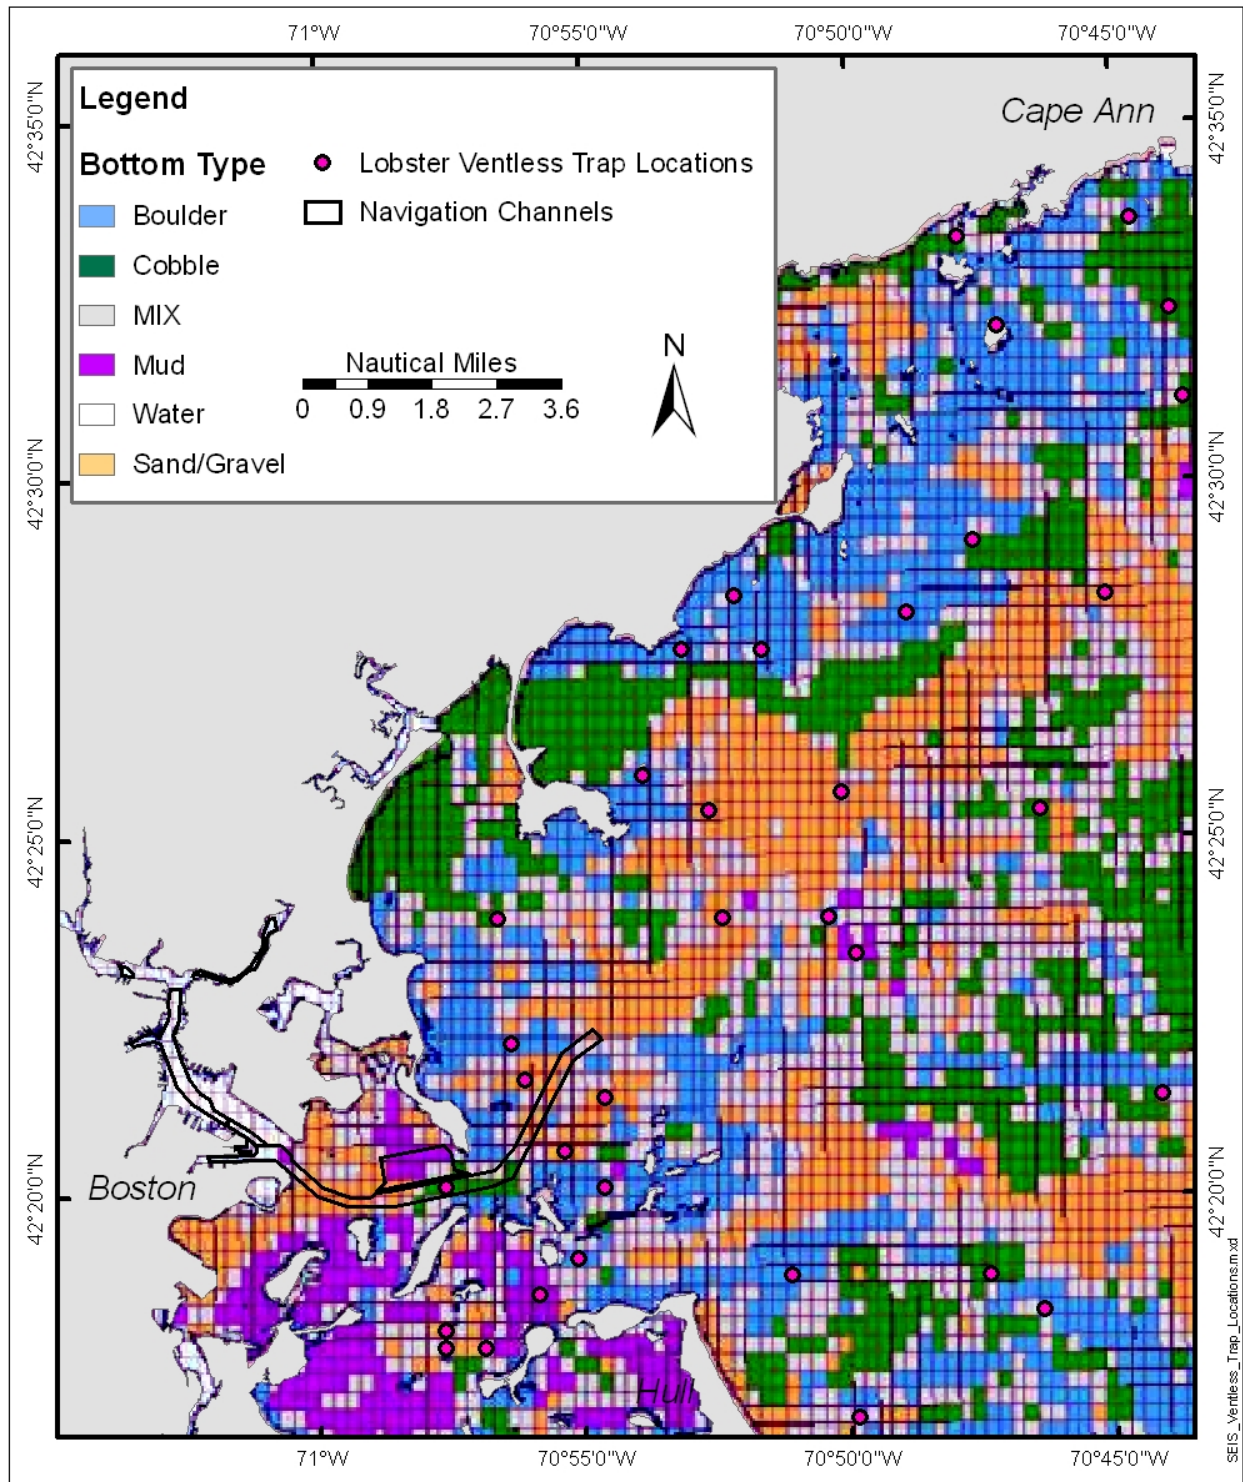 71°W 70°55'0"W 70°50'0"W 70°45'0"W
42°35'0"N
42°30'0"N
42°25'0"N
42°20'0"N
Legend
Bottom Type
Boulder
Cobble
MIX
Mud
Water
Sand/Gravel
Lobster Ventless Trap Locations
Navigation Channels
Nautical Miles
0 0.9 1.8 2.7 3.6
N
Cape Ann
Boston
Hull
42°35'0"N
42°30'0"N
42°25'0"N
42°20'0"N
SEIS_Ventless_Trap_Locations.mxd
71°W 70°55'0"W 70°50'0"W 70°45'0"W